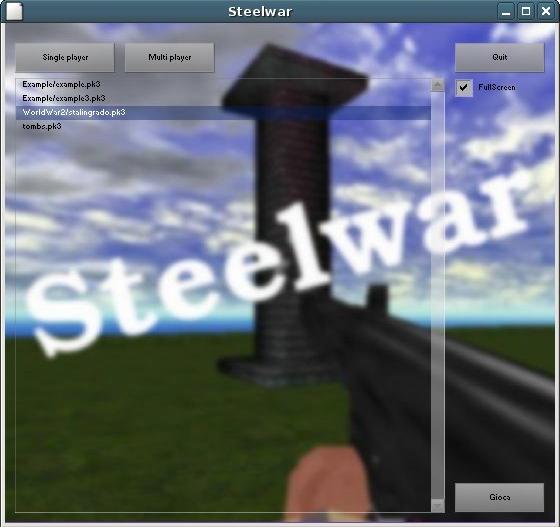 Steelwar
Single player
Multi player
Quit
FullScreen
Example/example.pk3
Example/example3.pk3
WorldWar2/stalingrado.pk3
tombs.pk3
Steelwar
Gioca